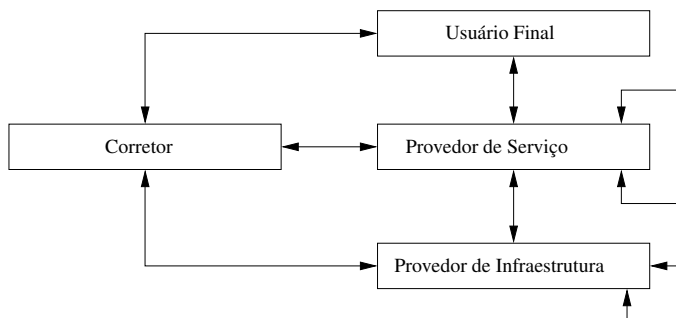 Usuário Final
Corretor
Provedor de Serviço
Provedor de Infraestrutura